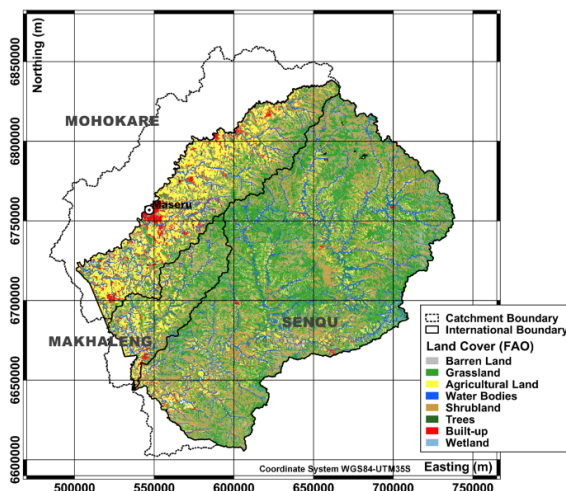 Northing (m)
6850000
6800000
6750000
6700000
6650000
6600000
MOHOKARE
Maseru
SENQU
MAKHALENG
Catchment Boundary
International Boundary
Land Cover (FAO)
Barren Land
Grassland
Agricultural Land
Water Bodies
Shrubland
Trees
Built-up
Wetland
Coordinate System WGS84-UTM35S
Easting (m)
500000 550000 600000 650000 700000 750000